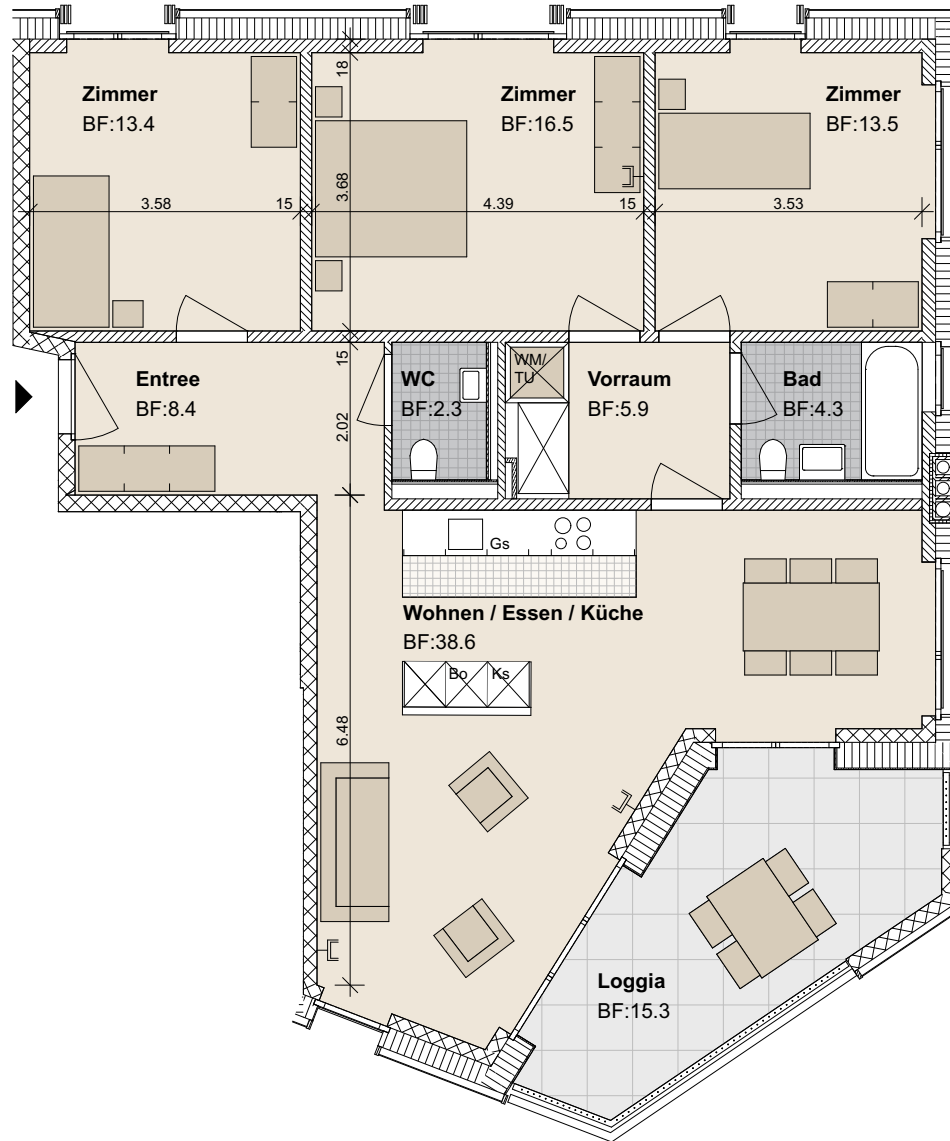 Zimmer
BF:13.4
Zimmer
BF:16.5
Zimmer
BF:13.5
18
3.68
3.58
15
4.39
15
3.53
Entree
BF:8.4
15
2.02
WC
BF:2.3
WM/
TU
Vorraum
BF:5.9
Bad
BF:4.3
Gs
Wohnen / Essen / Küche
BF:38.6
Bo
Ks
6.48
Loggia
BF:15.3